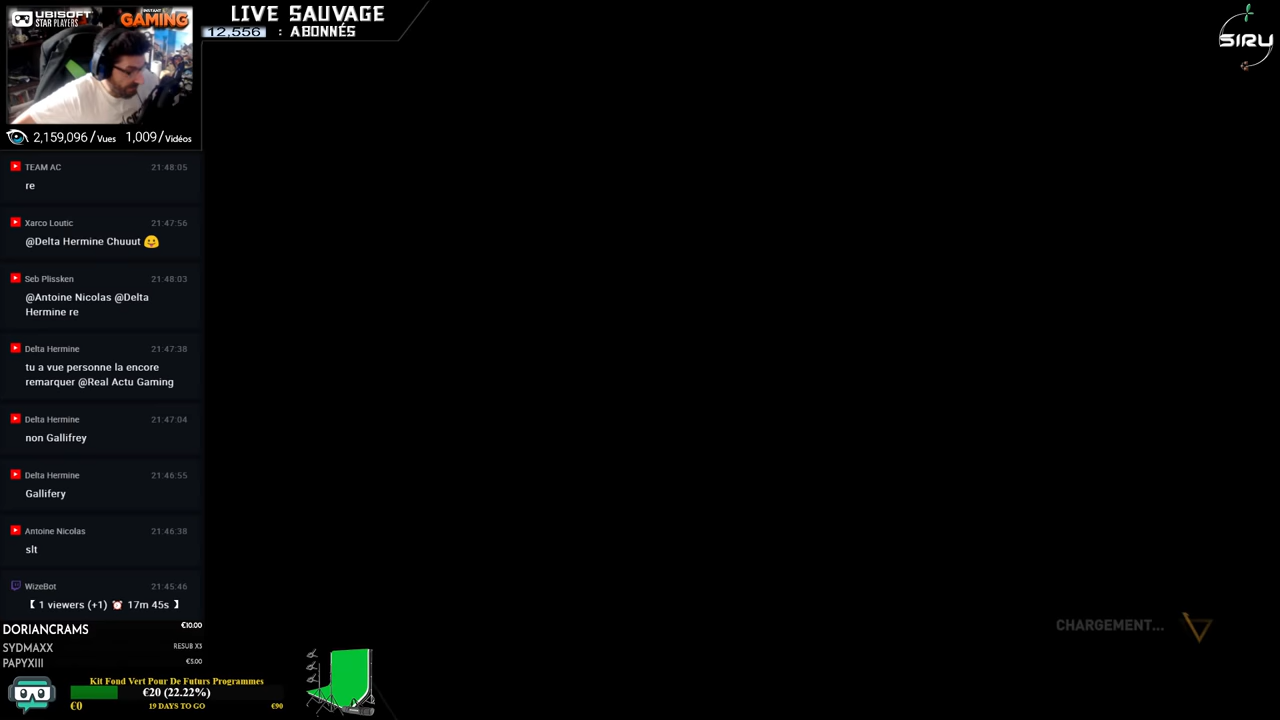 UBISOFT
STAR PLAYERS
INSTANT
GAMING
LIVE SAUVAGE
12,556 : ABONNÉS
SIRU
2,159,096 / Vues 1,009 / Vidéos
TEAM AC 21:48:05
re
Xarco Loutic 21:47:56
@Delta Hermine Chuuut
Seb Plissken 21:48:03
@Antoine Nicolas @Delta
Hermine re
Delta Hermine 21:47:38
tu a vue personne la encore
remarquer @Real Actu Gaming
Delta Hermine 21:47:04
non Gallifrey
Delta Hermine 21:46:55
Gallifery
Antoine Nicolas 21:46:38
slt
WizeBot 21:45:46
【 1 viewers (+1) ⏰ 17m 45s 】
DORIANCRAMS €10.00
SYDMAXX RESUB X3
PAPYXIII €5.00
Kit Fond Vert Pour De Futurs Programmes
€20 (22.22%)
€0 19 DAYS TO GO €90
CHARGEMENT...